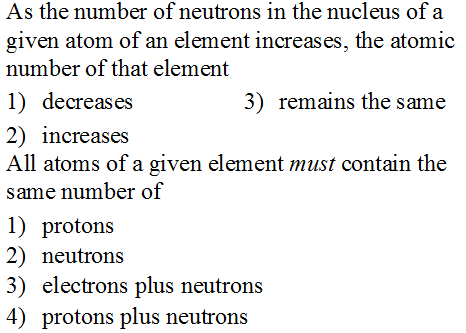 As the number of neutrons in the nucleus of a
given atom of an element increases, the atomic
number of that element
1) decreases 3) remains the same
2) increases
All atoms of a given element must contain the
same number of
1) protons
2) neutrons
3) electrons plus neutrons
4) protons plus neutrons